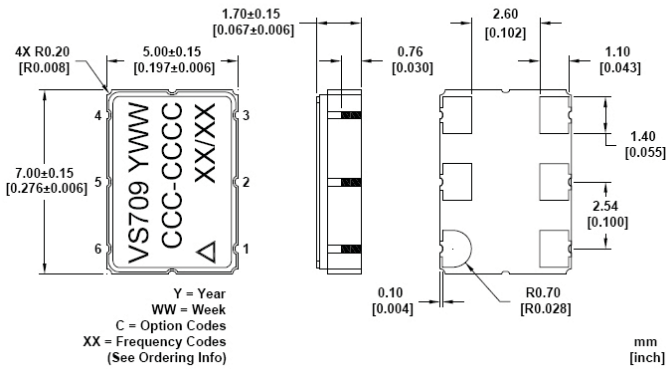 1.70±0.15
[0.067±0.006]
2.60
[0.102]
4X R0.20
[R0.008]
5.00±0.15
[0.197±0.006]
0.76
[0.030]
1.10
[0.043]
4
3
7.00±0.15
[0.276±0.006]
5
2
6
1
VS709 YWW
CCC-CCCC
XX/XX
1.40
[0.055]
2.54
[0.100]
0.10
[0.004]
R0.70
[R0.028]
Y = Year
WW = Week
C = Option Codes
XX = Frequency Codes
(See Ordering Info)
mm
[inch]